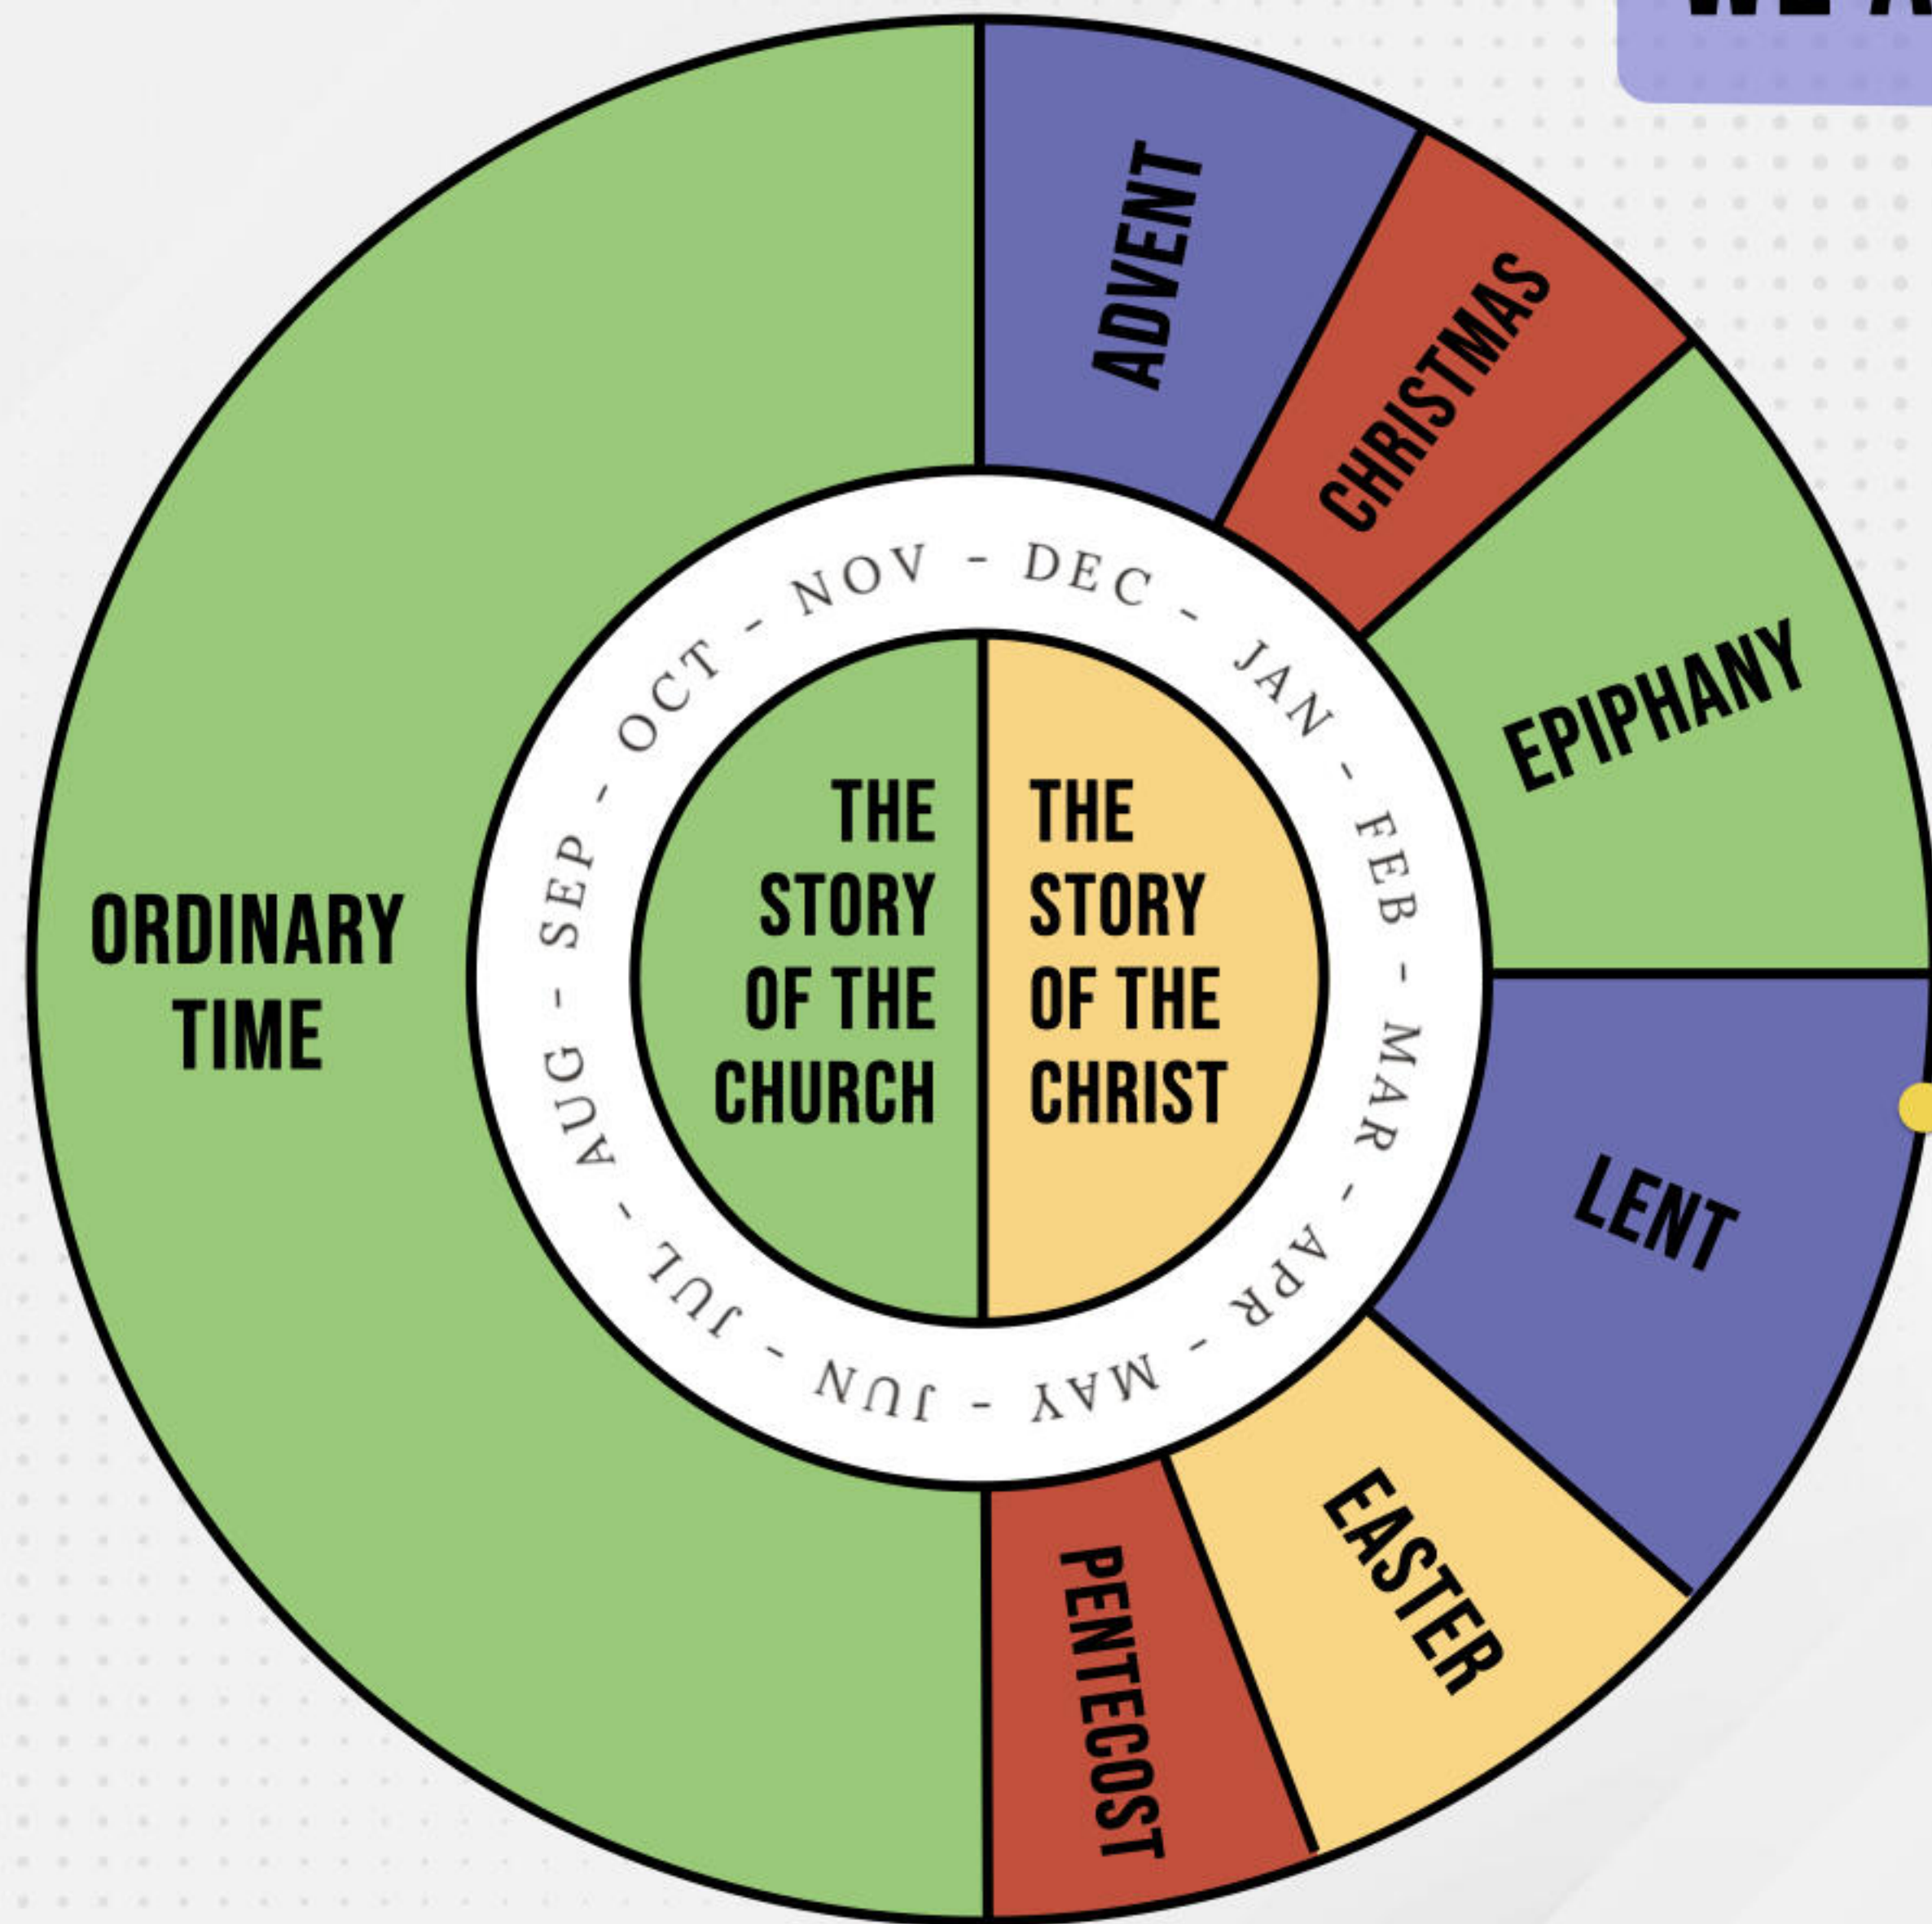 ADVENT
CHRISTMAS
EPIPHANY
LENT
EASTER
PENTECOST
ORDINARY
TIME
DEC - JAN - FEB - MAR - APR - MAY - JUN - JUL - AUG - SEP - OCT - NOV -
THE
STORY
OF THE
CHURCH
THE
STORY
OF THE
CHRIST